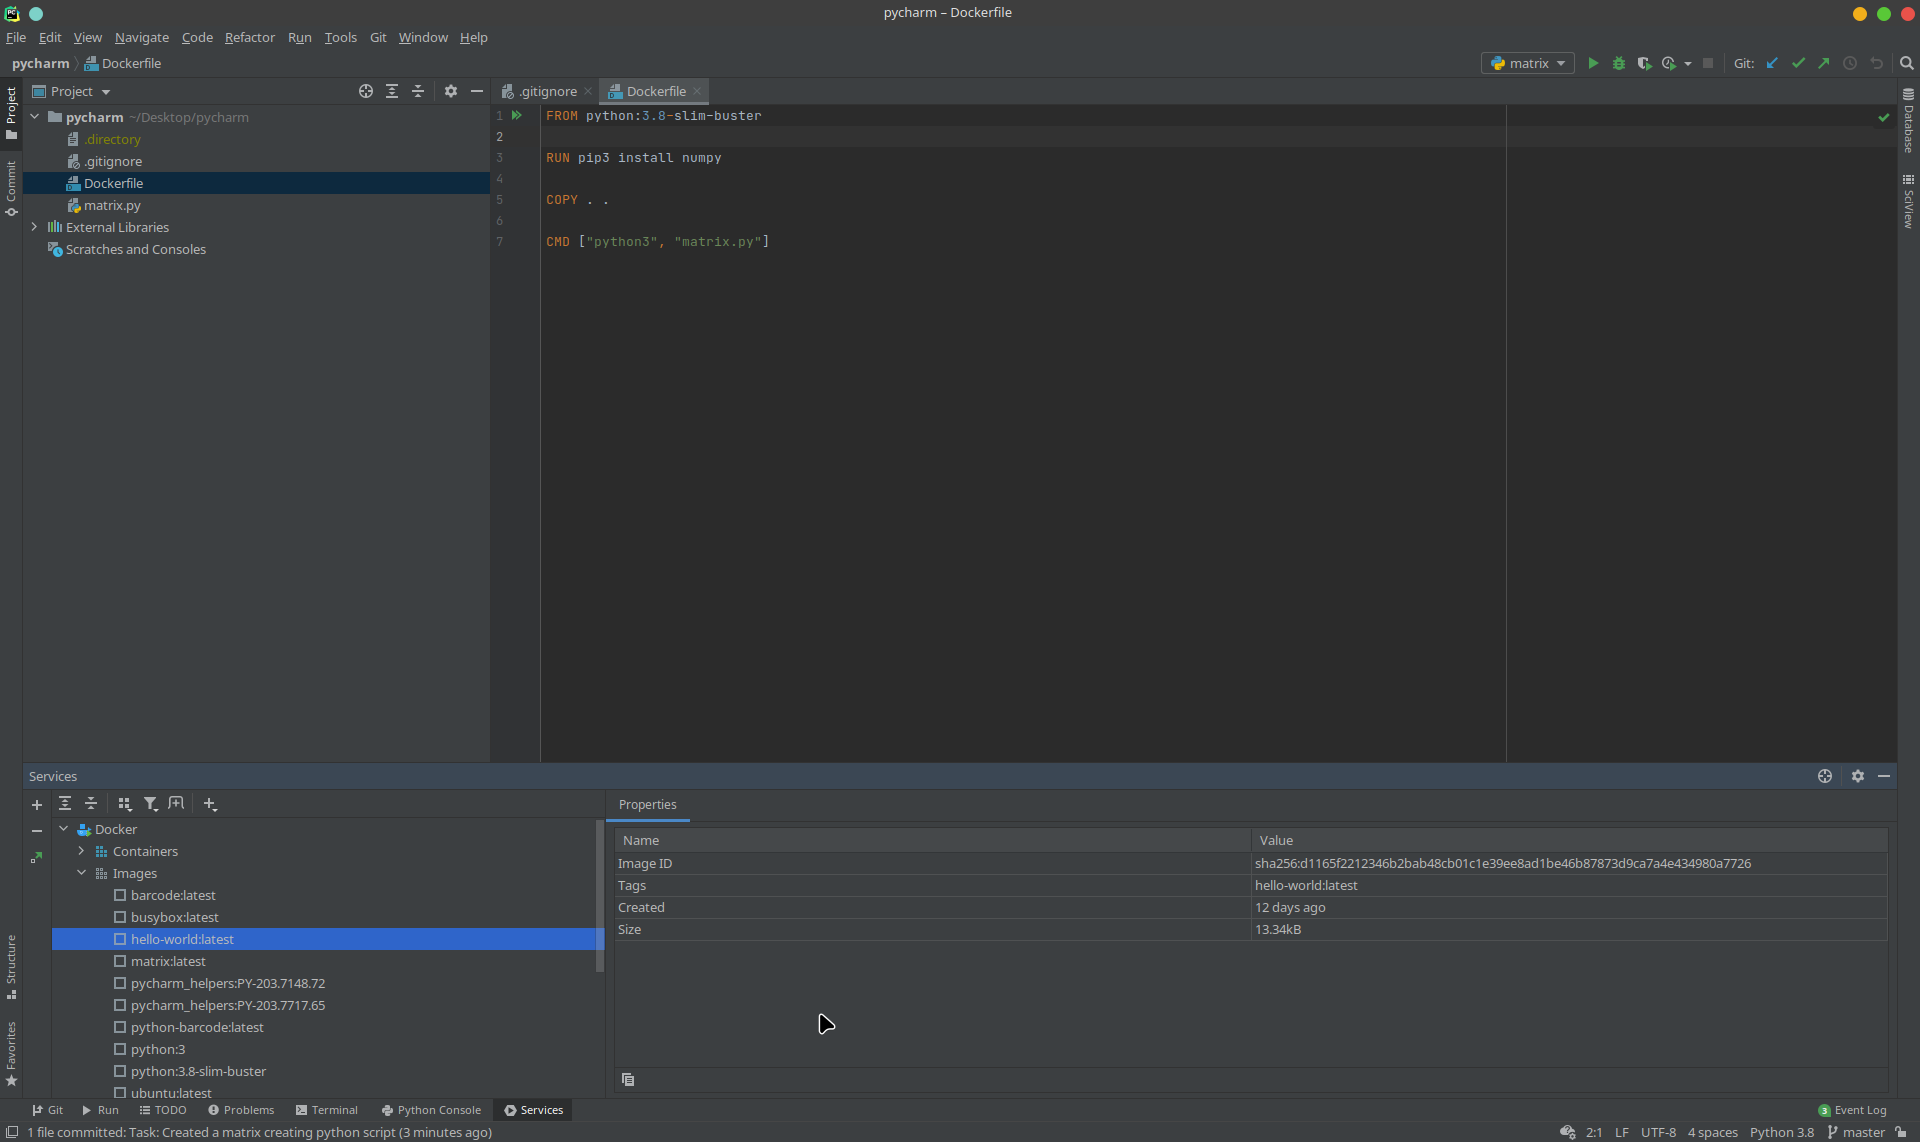 pycharm – Dockerfile
File Edit View Navigate Code Refactor Run Tools Git Window Help
pycharm Dockerfile
matrix Git:
Project
.gitignore Dockerfile
Project
Commit
Structure
Favorites
pycharm ~/Desktop/pycharm
.directory
.gitignore
Dockerfile
matrix.py
External Libraries
Scratches and Consoles
1 FROM python:3.8-slim-buster
2
3 RUN pip3 install numpy
4
5 COPY . .
6
7 CMD ["python3", "matrix.py"]
Database
SciView
Services
Docker
Containers
Images
barcode:latest
busybox:latest
hello-world:latest
matrix:latest
pycharm_helpers:PY-203.7148.72
pycharm_helpers:PY-203.7717.65
python-barcode:latest
python:3
python:3.8-slim-buster
ubuntu:latest
Properties
Name Value
Image ID sha256:d1165f2212346b2bab48cb01c1e39ee8ad1be46b87873d9ca7a4e434980a7726
Tags hello-world:latest
Created 12 days ago
Size 13.34kB
Git Run TODO Problems Terminal Python Console Services 3 Event Log
1 file committed: Task: Created a matrix creating python script (3 minutes ago) 2:1 LF UTF-8 4 spaces Python 3.8 master